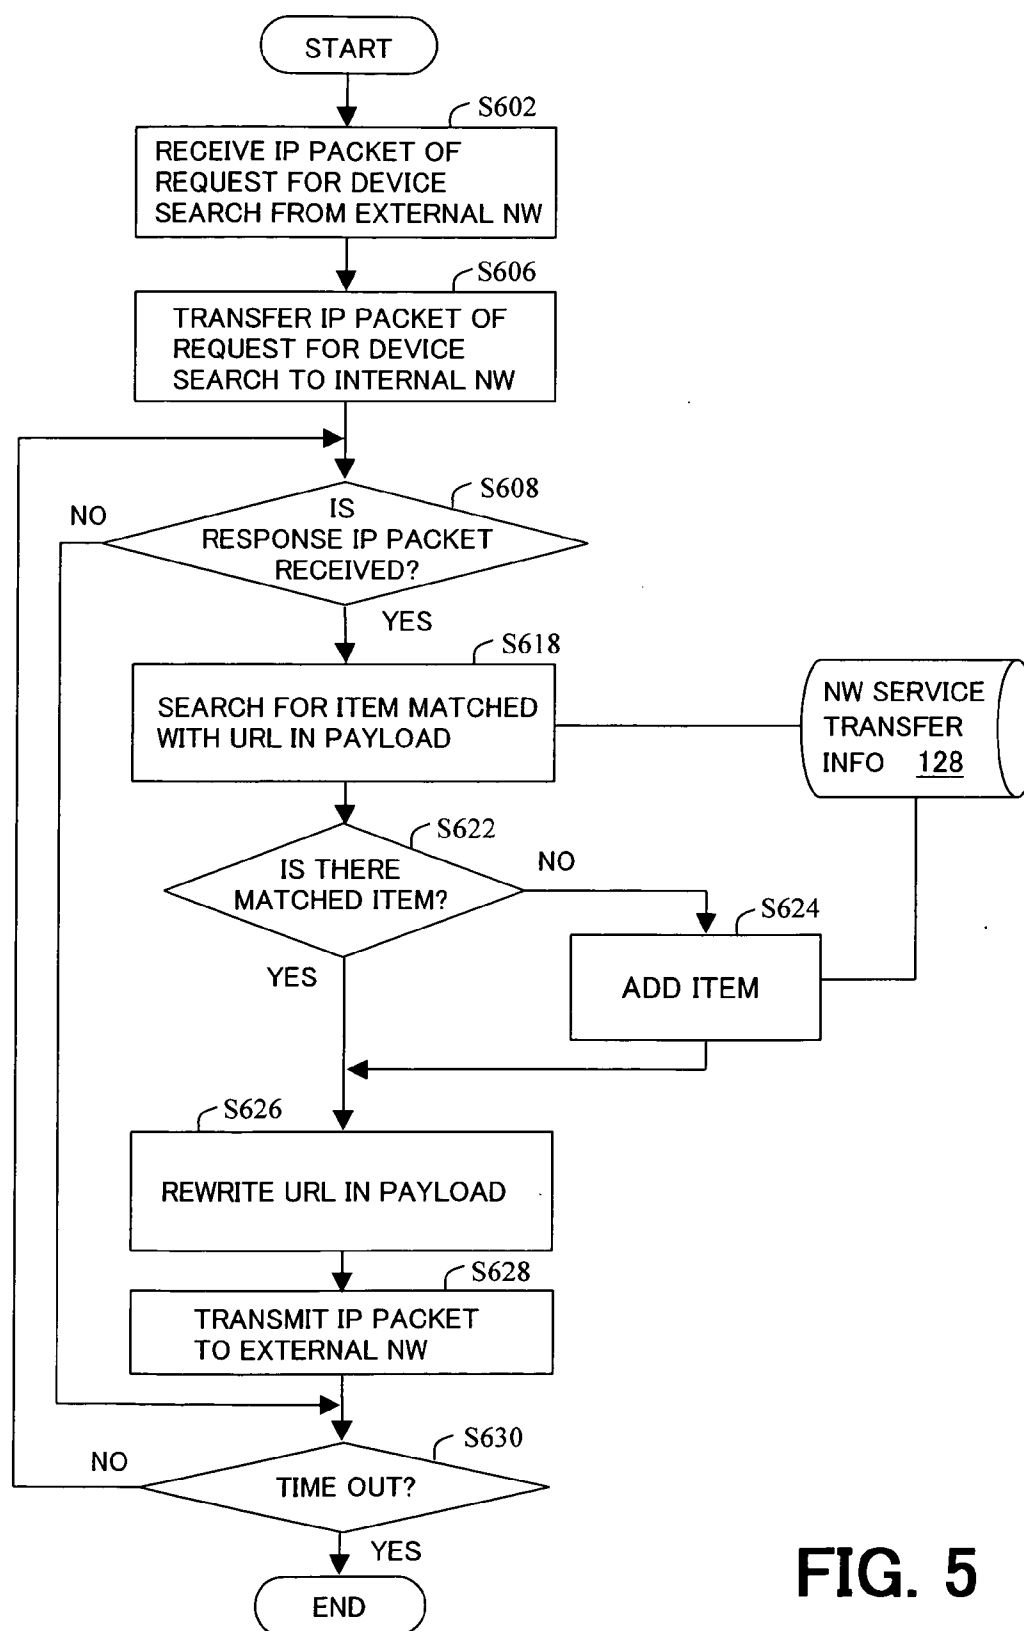 START
S602
RECEIVE IP PACKET OF
REQUEST FOR DEVICE
SEARCH FROM EXTERNAL NW
S606
TRANSFER IP PACKET OF
REQUEST FOR DEVICE
SEARCH TO INTERNAL NW
S608
NO
IS
RESPONSE IP PACKET
RECEIVED?
YES
S618
SEARCH FOR ITEM MATCHED
WITH URL IN PAYLOAD
NW SERVICE
TRANSFER
INFO 128
S622
IS THERE
MATCHED ITEM?
NO
S624
ADD ITEM
YES
S626
REWRITE URL IN PAYLOAD
S628
TRANSMIT IP PACKET
TO EXTERNAL NW
S630
NO
TIME OUT?
YES
END
FIG. 5